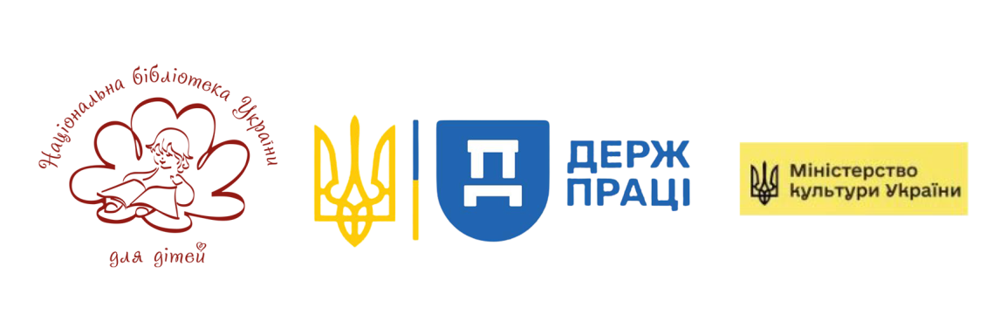 Національна бібліотека України
для дітей
ДЕРЖ
ПРАЦІ
Міністерство
культури України